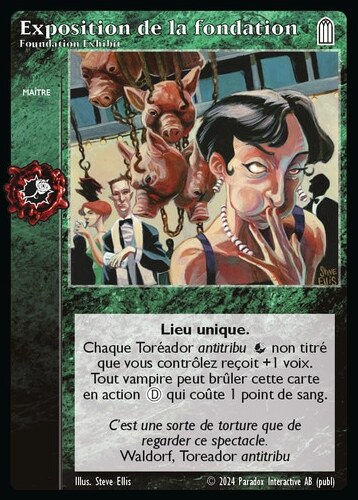 Exposition de la fondation
Foundation Exhibit
MAÎTRE
STEVE
ELLIS
Lieu unique.
Chaque Toréador antitribu non titré
que vous contrôlez reçoit +1 voix.
Tout vampire peut brûler cette carte
en action Ⓓ qui coûte 1 point de sang.
C'est une sorte de torture que de
regarder ce spectacle.
Waldorf, Toreador antitribu
Illus. Steve Ellis
© 2024 Paradox Interactive AB (publ)